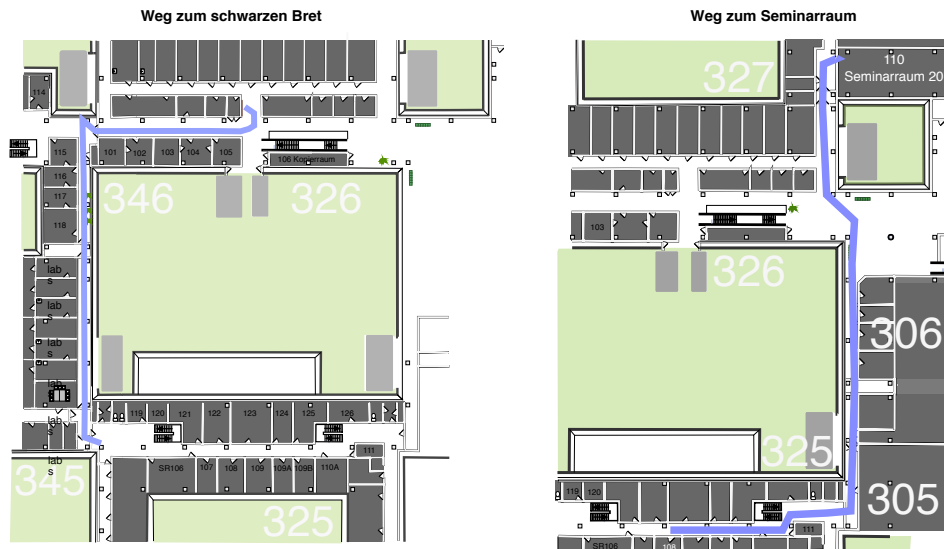 Weg zum schwarzen Bret
114
115
101
102
103
104
105
106 Kopierraum
116
117
118
346
326
lab
s
lab
s
lab
s
lab
lab
s
lab
s
119
120
121
122
123
124
125
126
111
SR106
107
108
109
109A
109B
110A
345
325
Weg zum Seminarraum
327
110
Seminarraum 20
103
326
306
325
305
119
120
111
SR106
108